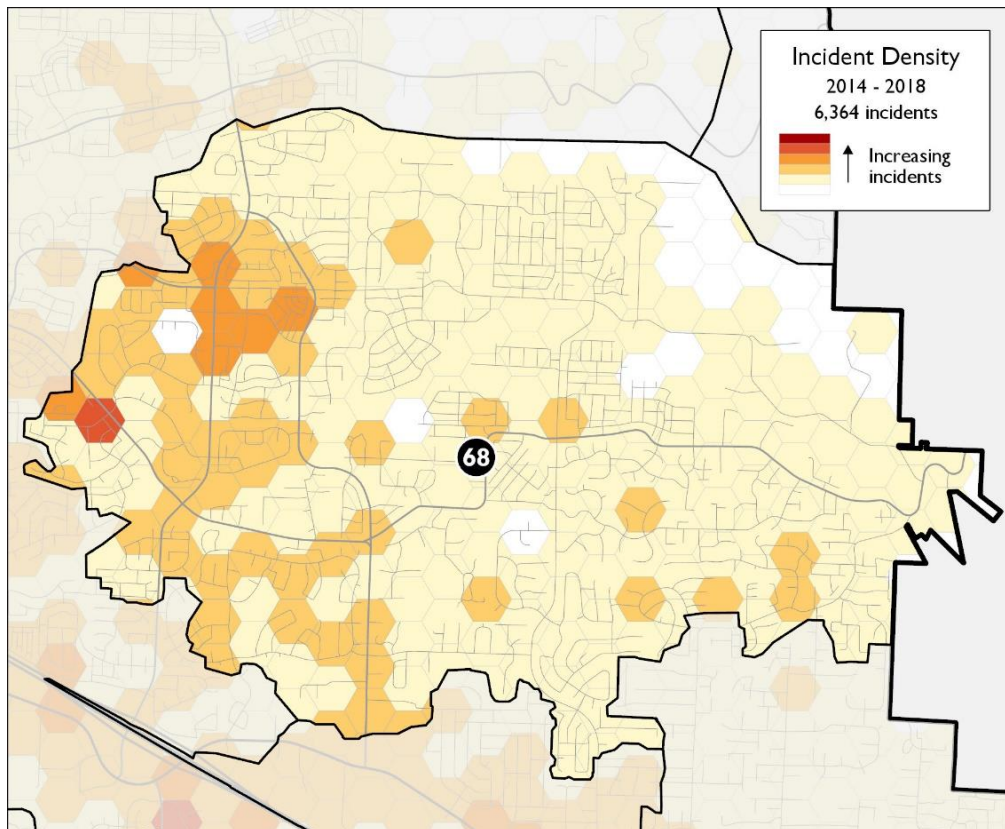 Incident Density
2014 - 2018
6,364 incidents
Increasing
incidents
68